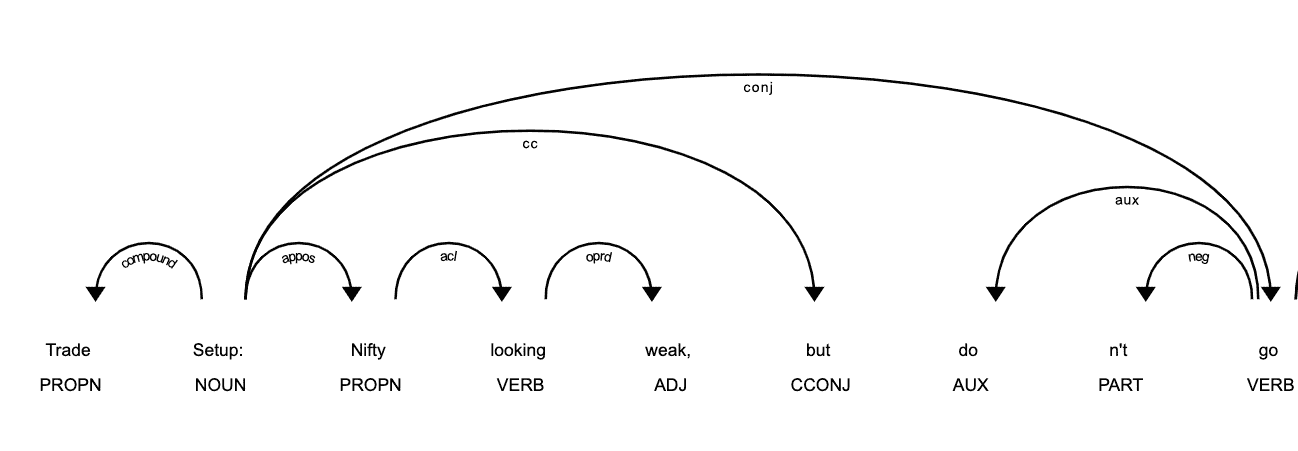 conj
cc
aux
compound appos acl oprd neg
Trade Setup: Nifty looking weak, but do n't go
PROPN NOUN PROPN VERB ADJ CCONJ AUX PART VERB